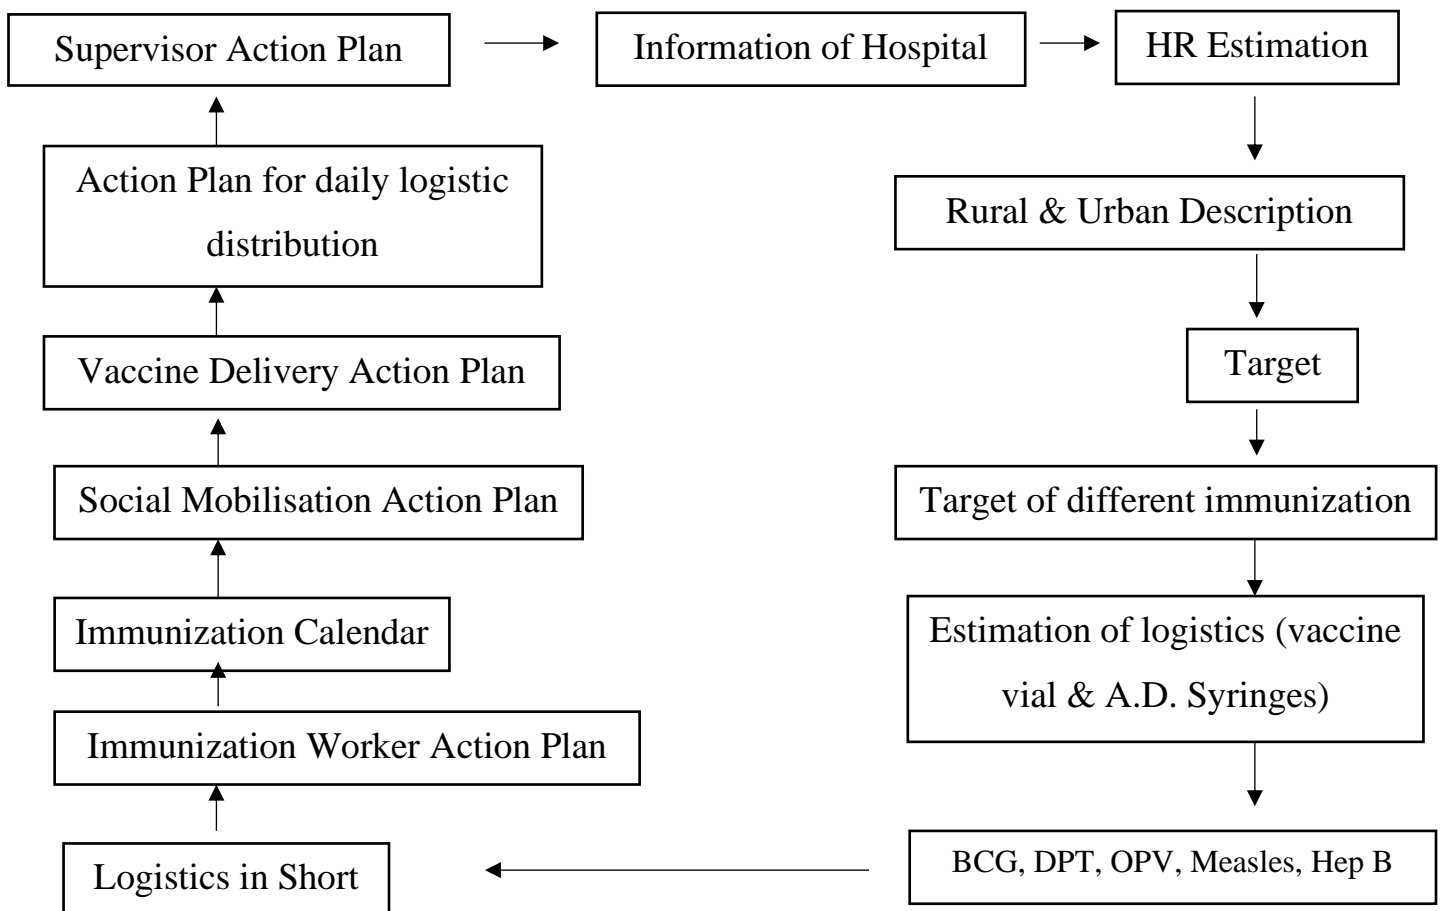 Supervisor Action Plan
Information of Hospital
HR Estimation
Action Plan for daily logistic
distribution
Rural & Urban Description
Vaccine Delivery Action Plan
Target
Social Mobilisation Action Plan
Target of different immunization
Immunization Calendar
Estimation of logistics (vaccine
vial & A.D. Syringes)
Immunization Worker Action Plan
Logistics in Short
BCG, DPT, OPV, Measles, Hep B